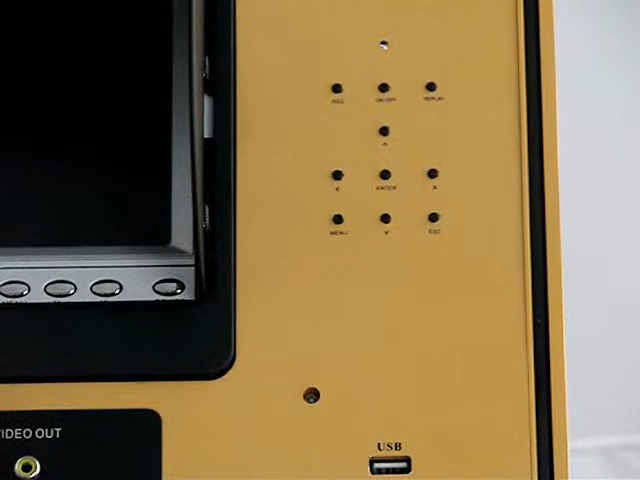 REC ON/OFF REPLAY
^
< ENTER >
MENU v ESC
VIDEO OUT
USB